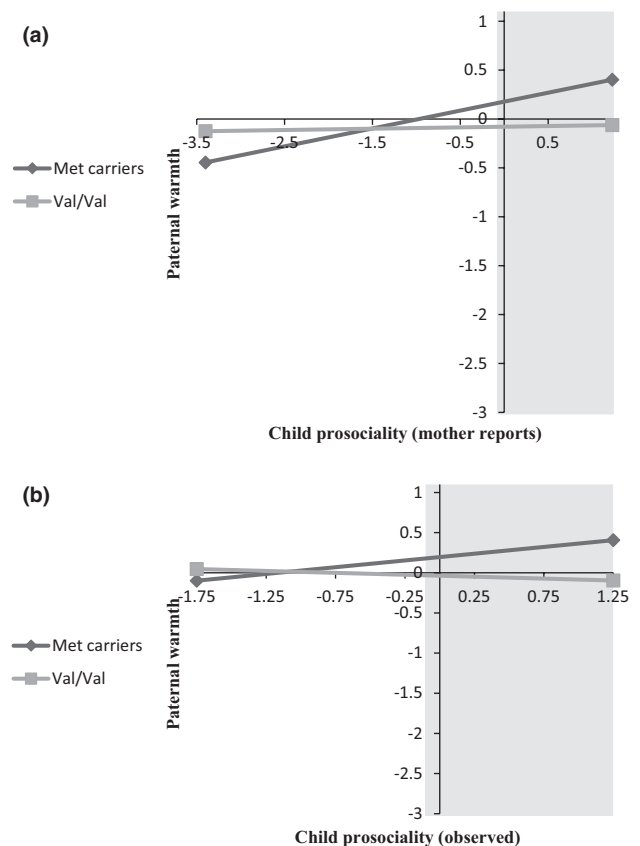 (a)
1
0.5
0
-3.5 -2.5 -1.5 -0.5 0.5
-0.5
-1
-1.5
-2
-2.5
-3
Paternal warmth
Met carriers
Val/Val
Child prosociality (mother reports)
(b)
1
0.5
0
-1.75 -1.25 -0.75 -0.25 0.25 0.75 1.25
-0.5
-1
-1.5
-2
-2.5
-3
Paternal warmth
Met carriers
Val/Val
Child prosociality (observed)